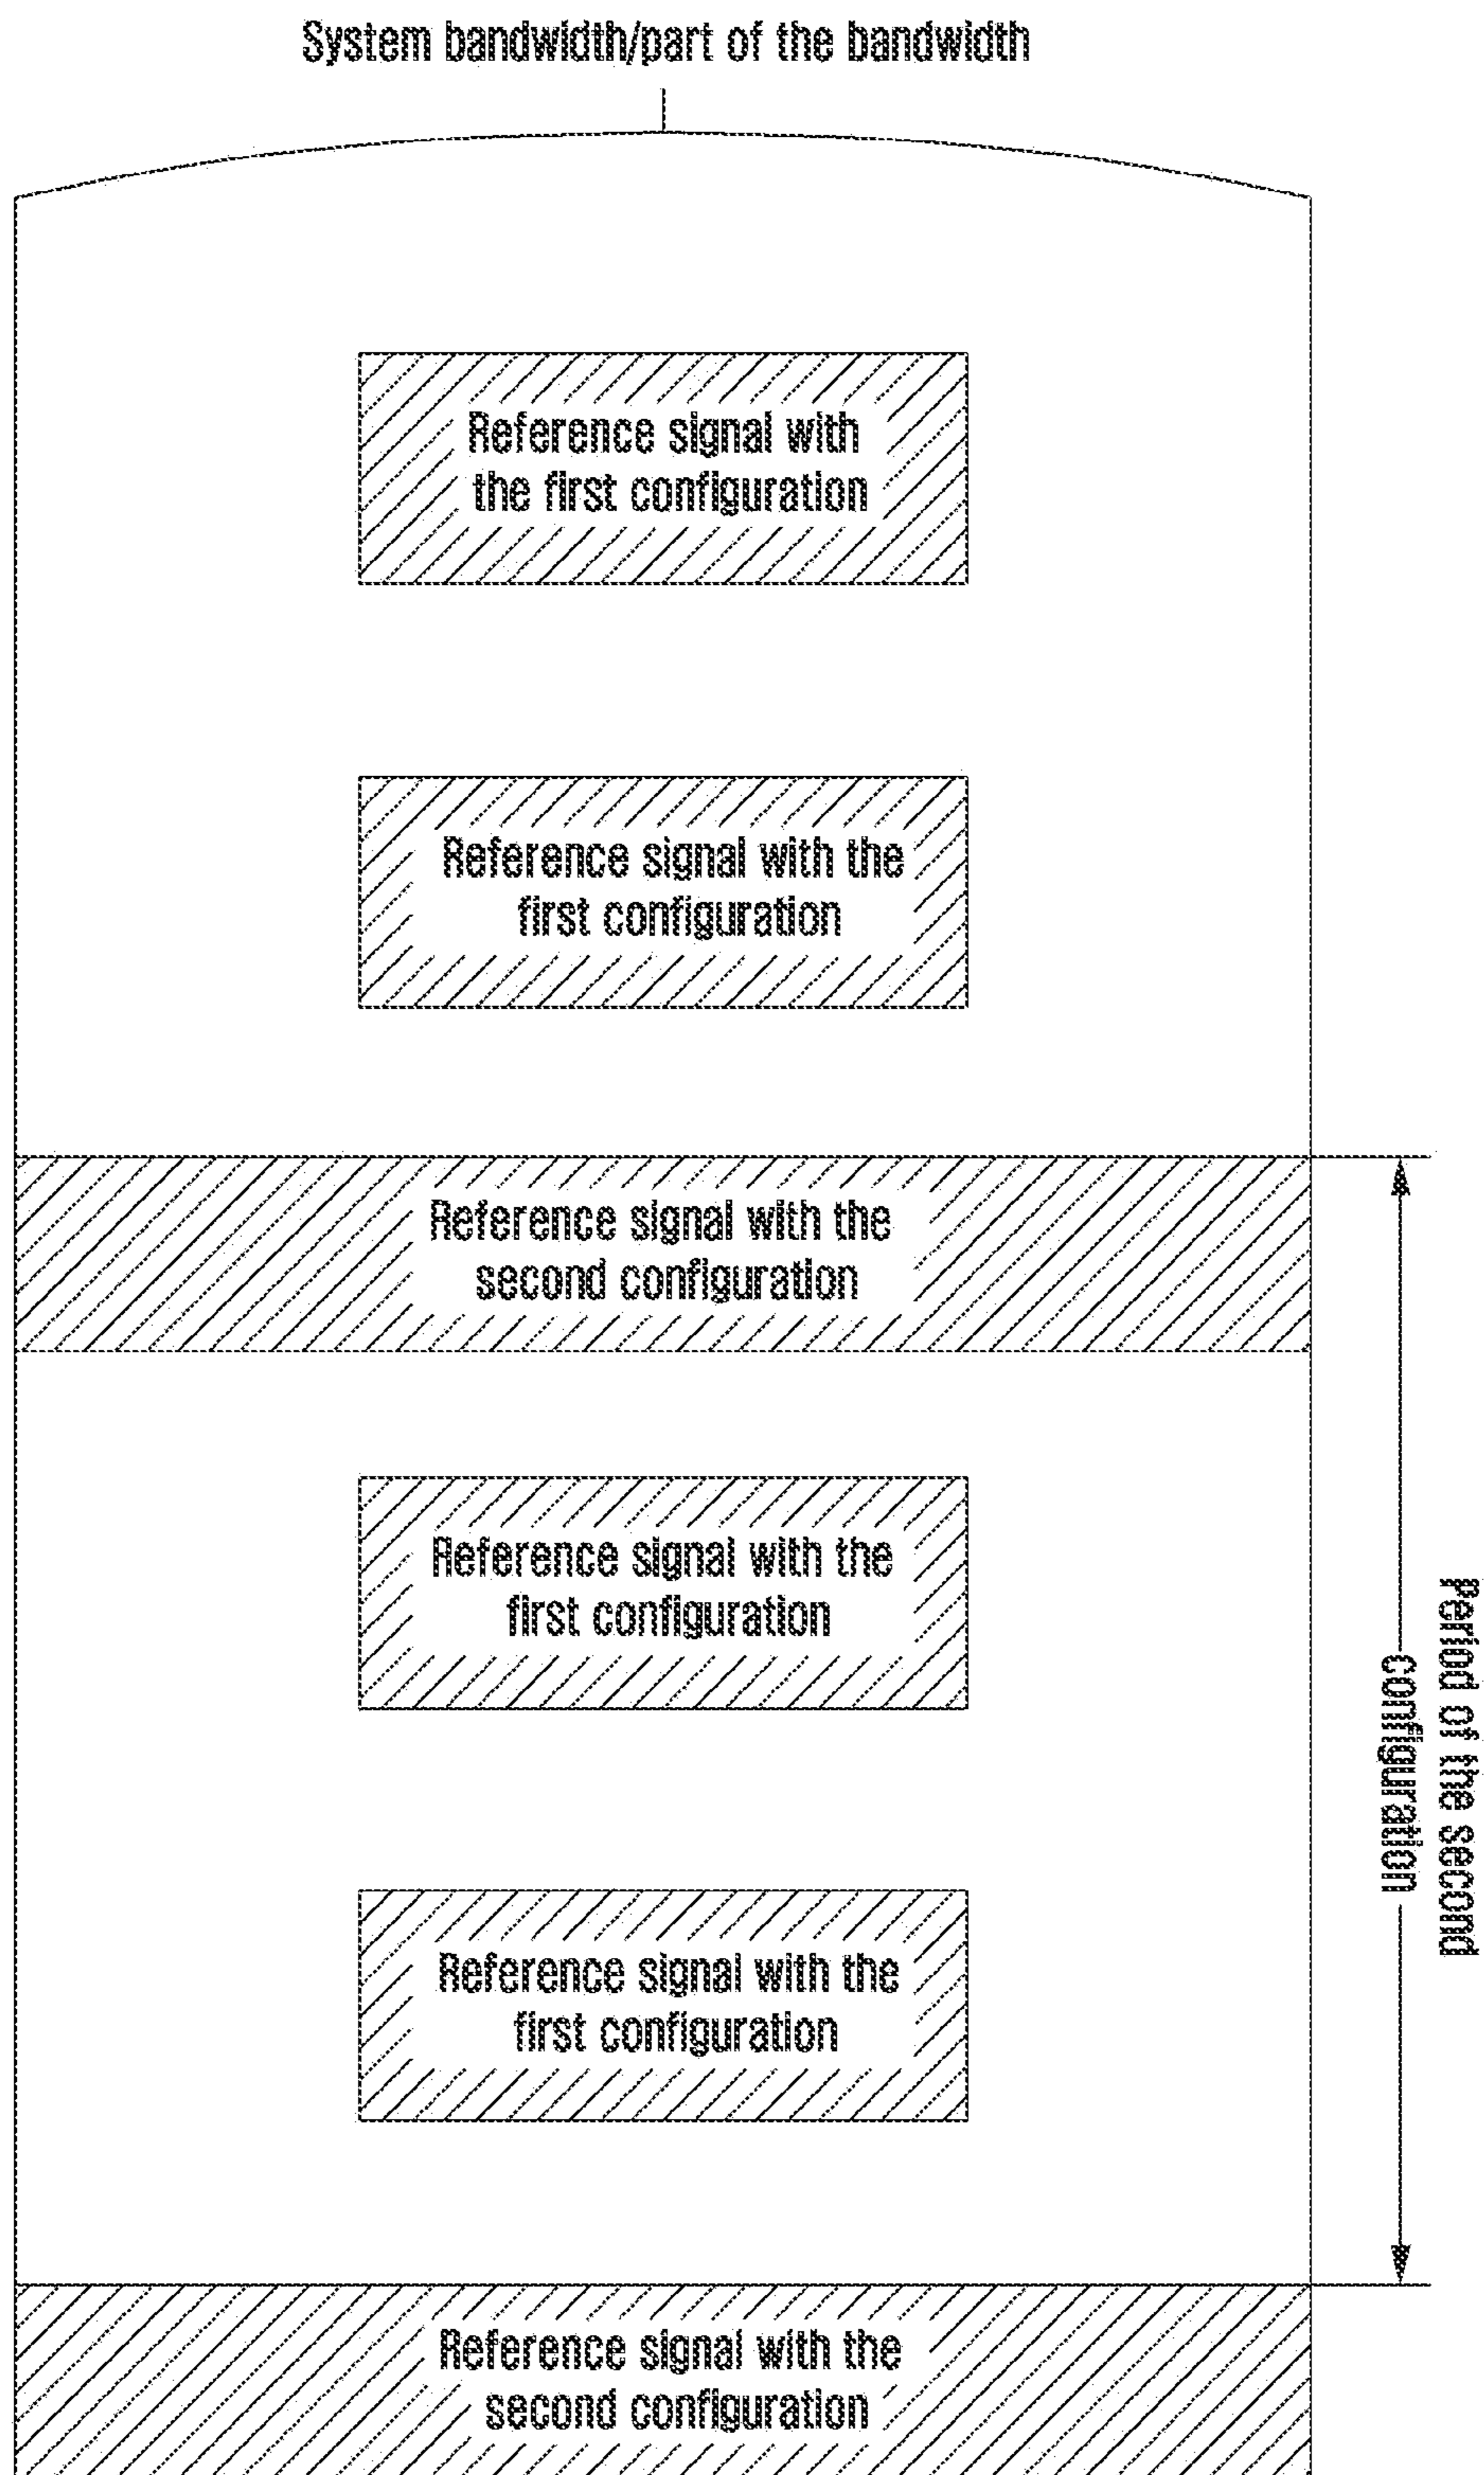 System bandwidth/part of the bandwidth
Reference signal with
the first configuration
Reference signal with the
first configuration
Reference signal with the
second configuration
Reference signal with the
first configuration
Period of the second
configuration
Reference signal with the
first configuration
Reference signal with the
second configuration